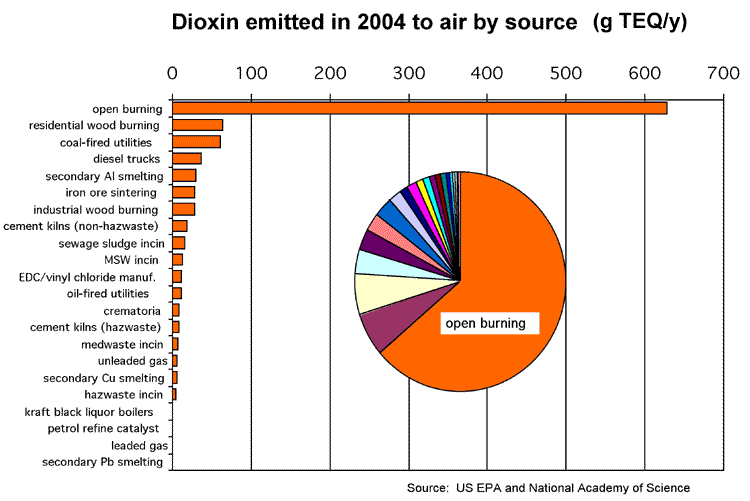 Dioxin emitted in 2004 to air by source (g TEQ/y)
0 100 200 300 400 500 600 700
open burning
residential wood burning
coal-fired utilities
diesel trucks
secondary Al smelting
iron ore sintering
industrial wood burning
cement kilns (non-hazwaste)
sewage sludge incin
MSW incin
EDC/vinyl chloride manuf.
oil-fired utilities
crematoria
cement kilns (hazwaste)
medwaste incin
unleaded gas
secondary Cu smelting
hazwaste incin
kraft black liquor boilers
petrol refine catalyst
leaded gas
secondary Pb smelting
open burning
Source: US EPA and National Academy of Science